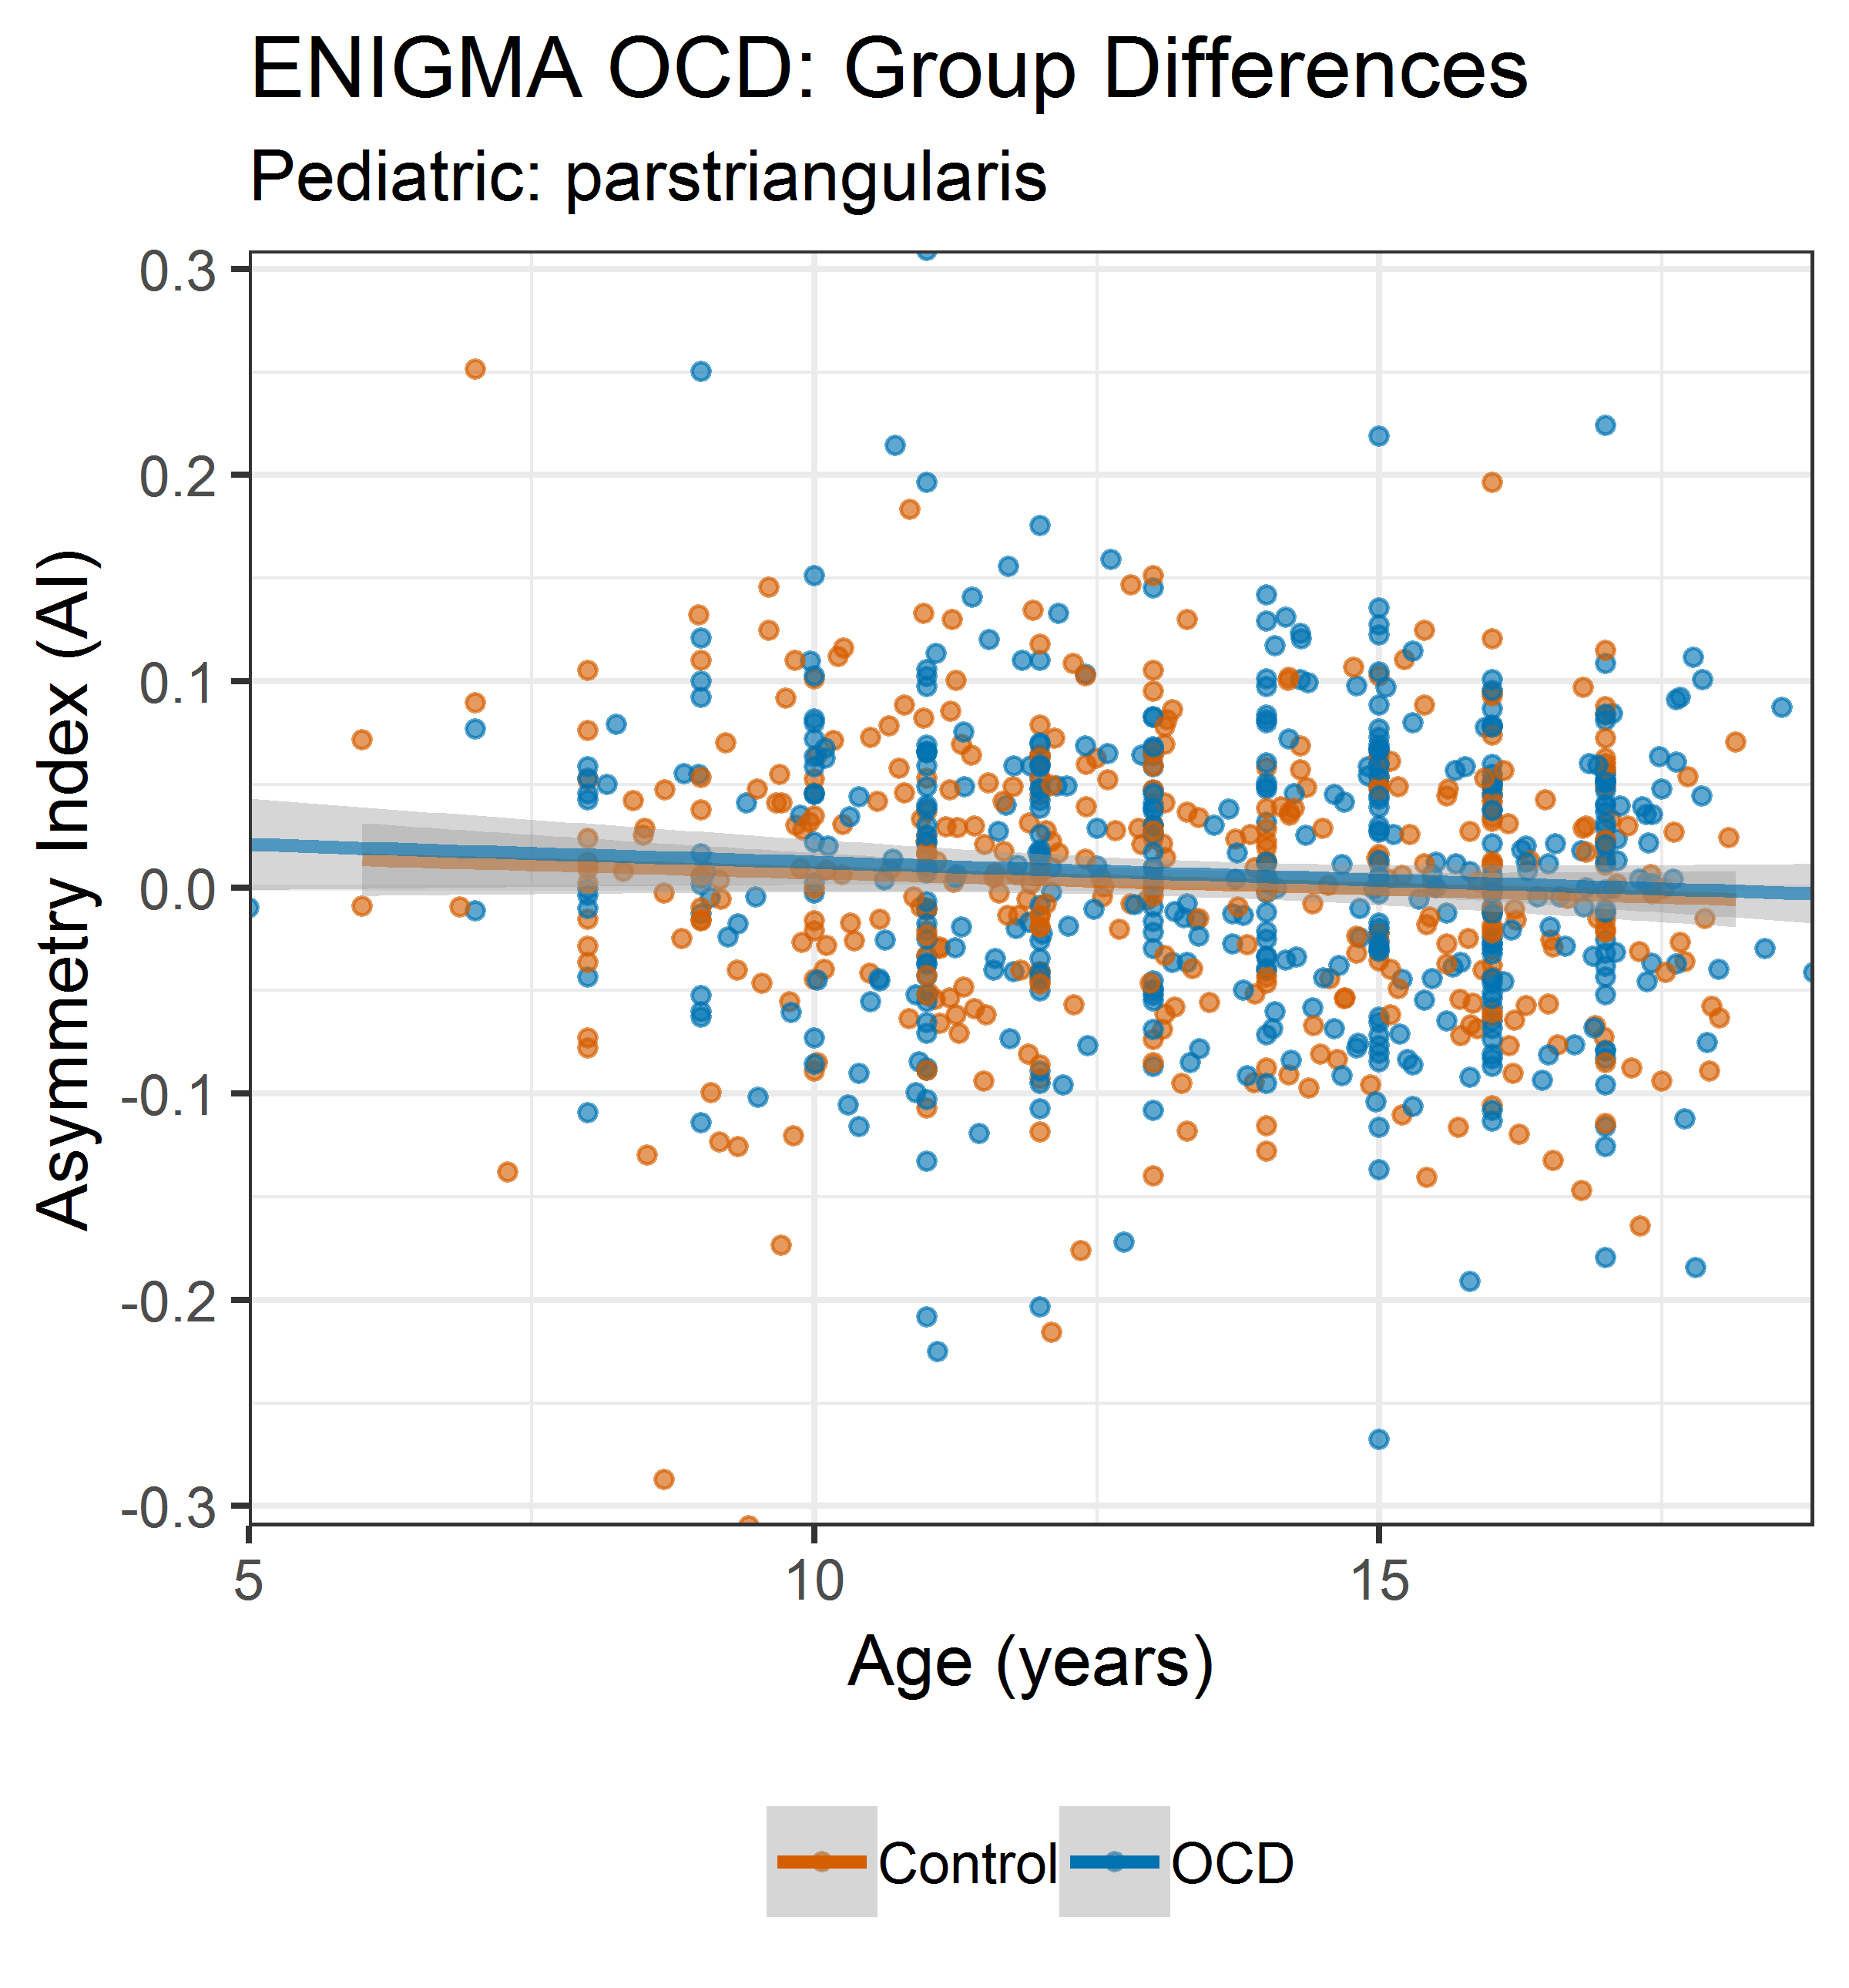 ENIGMA OCD: Group Differences
Pediatric: parstriangularis
0.3
0.2
0.1
0.0
-0.1
-0.2
-0.3
Asymmetry Index (AI)
5 10 15
Age (years)
Control OCD